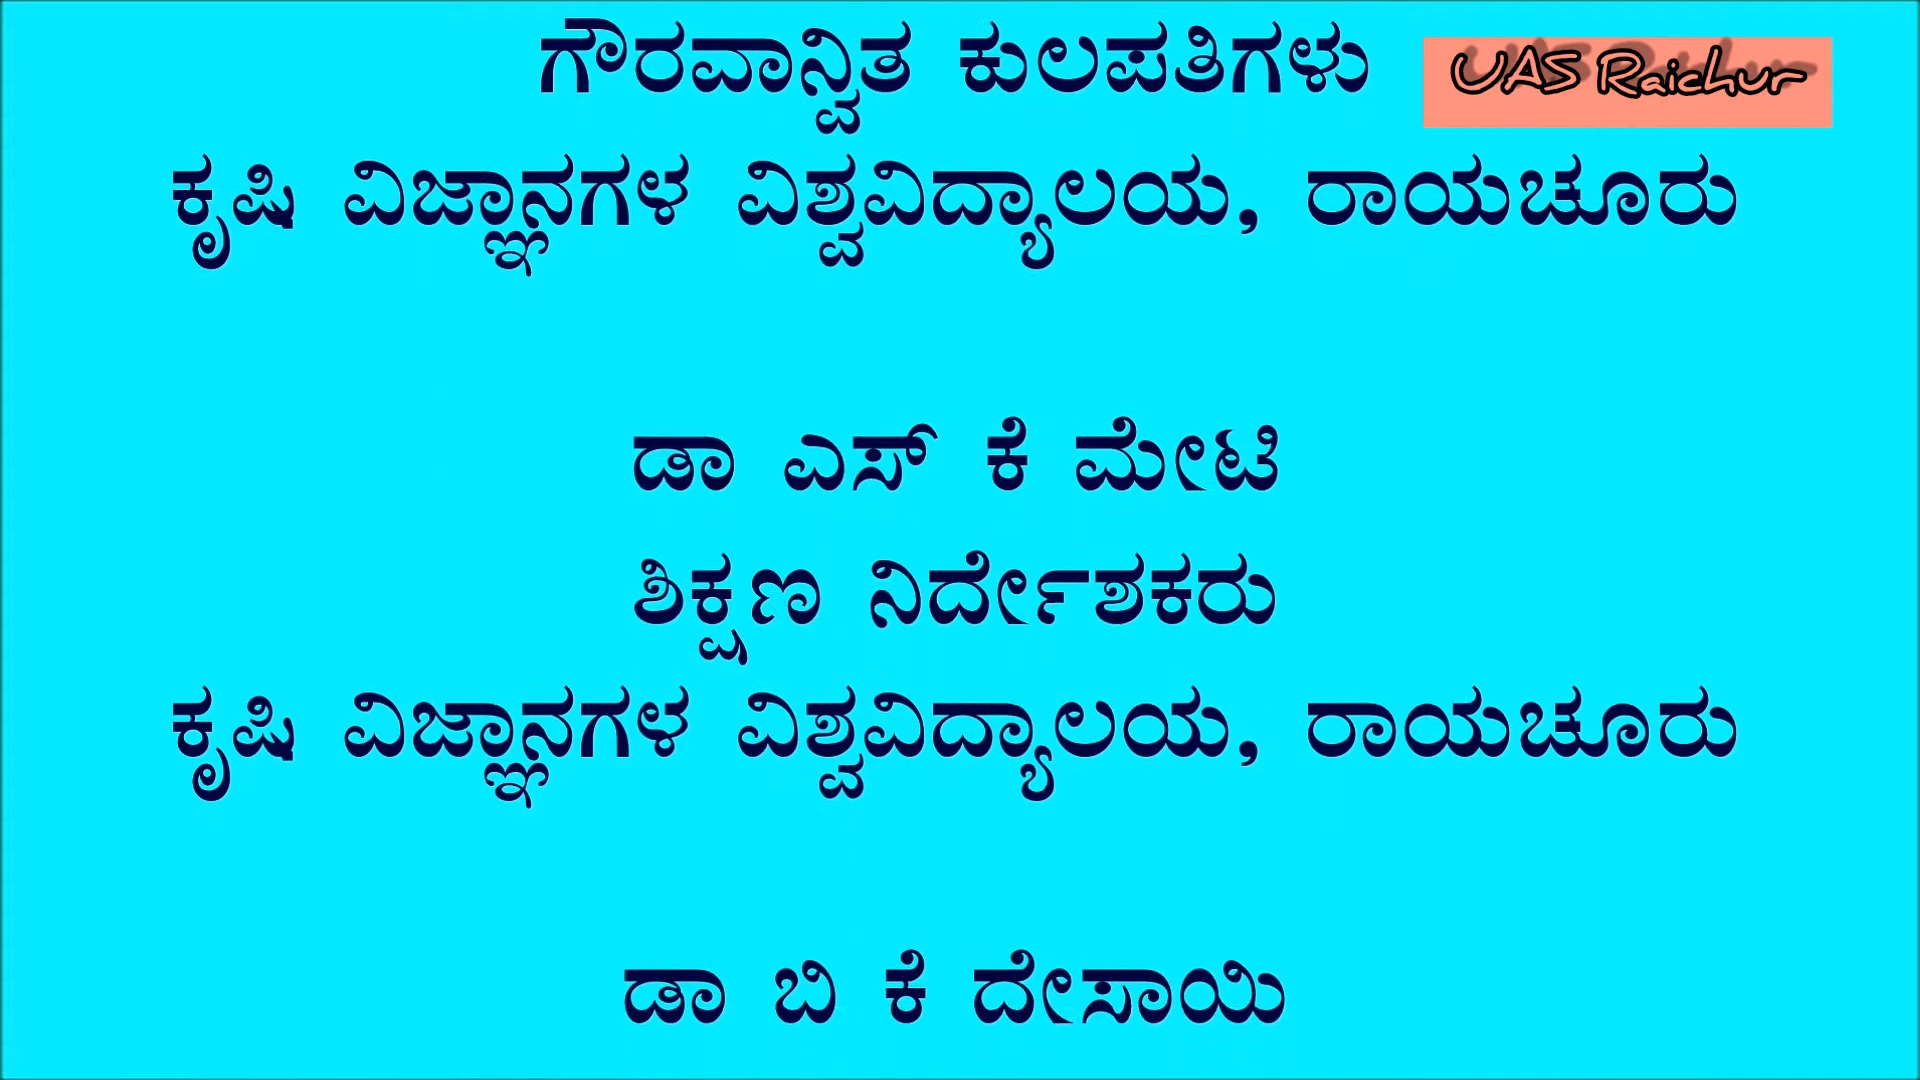 ಗೌರವಾನ್ವಿತ ಕುಲಪತಿಗಳು
UAS Raichur
ಕೃಷಿ ವಿಜ್ಞಾನಗಳ ವಿಶ್ವವಿದ್ಯಾಲಯ, ರಾಯಚೂರು
ಡಾ ಎಸ್ ಕೆ ಮೇಟಿ
ಶಿಕ್ಷಣ ನಿರ್ದೇಶಕರು
ಕೃಷಿ ವಿಜ್ಞಾನಗಳ ವಿಶ್ವವಿದ್ಯಾಲಯ, ರಾಯಚೂರು
ಡಾ ಬಿ ಕೆ ದೇಸಾಯಿ